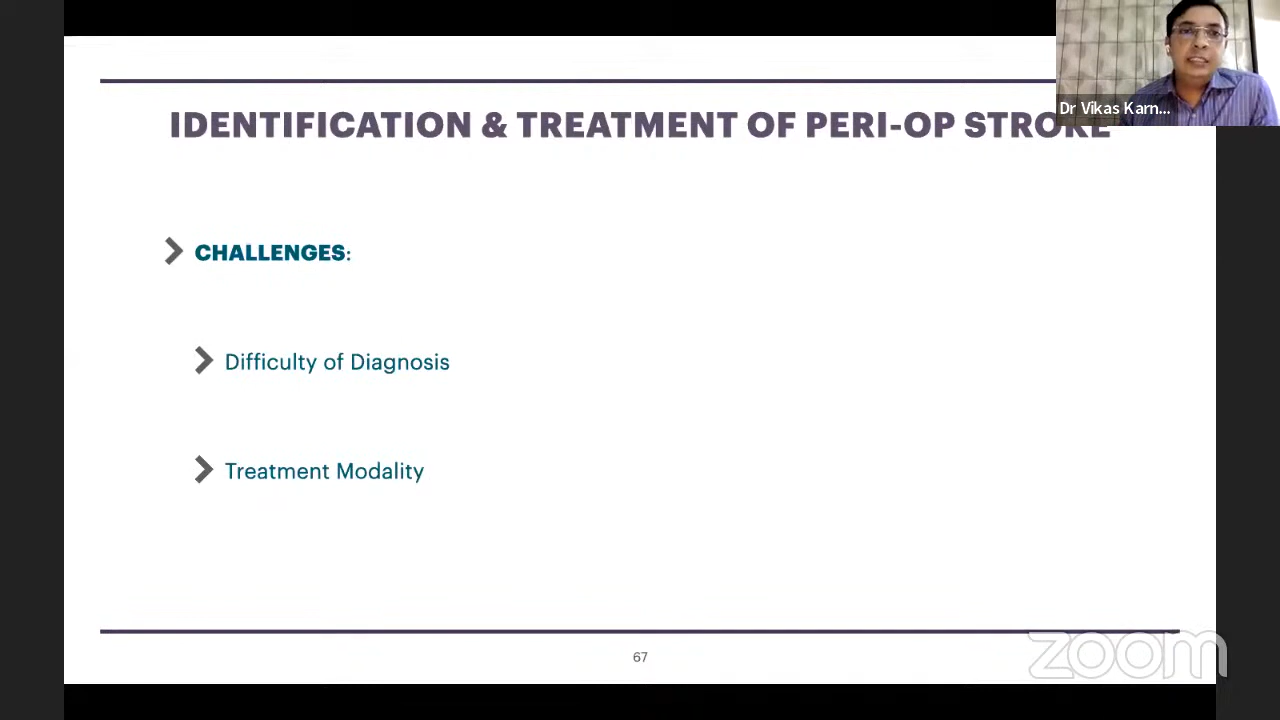 IDENTIFICATION & TREATMENT OF PERI-OP STROKE
Dr Vikas Karn...
CHALLENGES:
Difficulty of Diagnosis
Treatment Modality
67
zoom